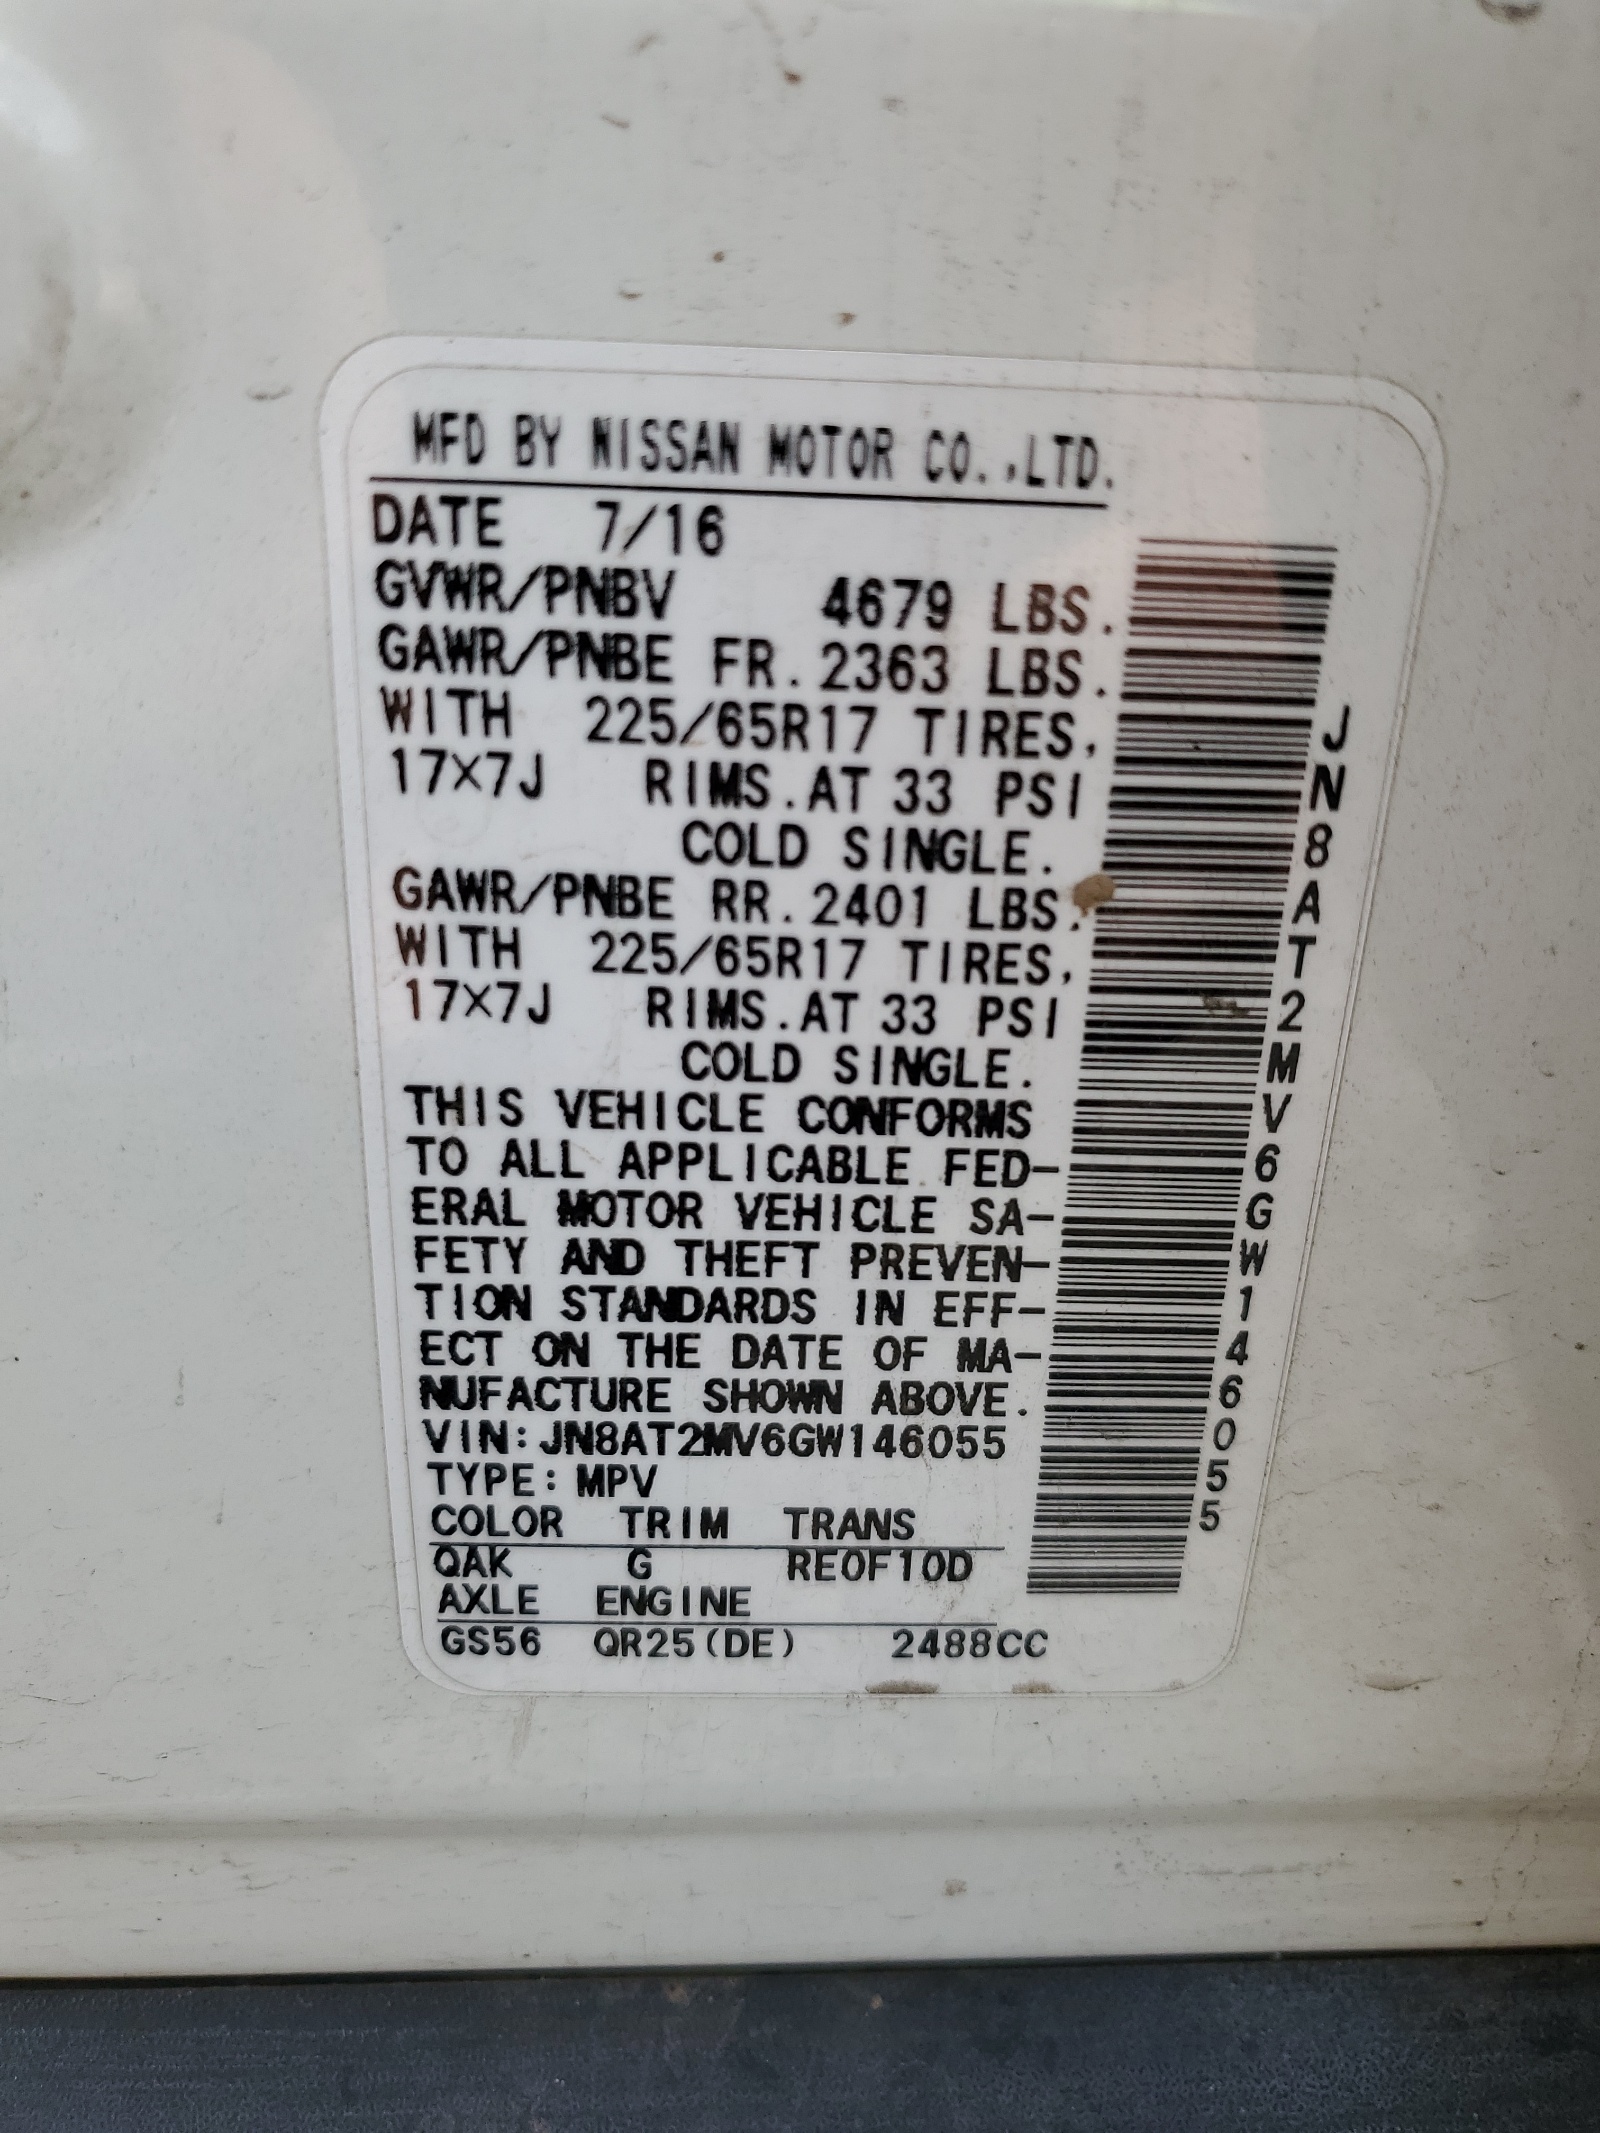 MFD BY NISSAN MOTOR CO.,LTD.
DATE 7/16
GVWR/PNBV 4679 LBS.
GAWR/PNBE FR. 2363 LBS.
WITH 225/65R17 TIRES,
17×7J RIMS. AT 33 PSI
COLD SINGLE.
GAWR/PNBE RR. 2401 LBS.
WITH 225/65R17 TIRES,
17×7J RIMS. AT 33 PSI
COLD SINGLE.
THIS VEHICLE CONFORMS
TO ALL APPLICABLE FED-
ERAL MOTOR VEHICLE SA-
FETY AND THEFT PREVEN-
TION STANDARDS IN EFF-
ECT ON THE DATE OF MA-
NUFACTURE SHOWN ABOVE.
VIN: JN8AT2MV6GW146055
TYPE: MPV
COLOR TRIM TRANS
QAK G RE0F10D
AXLE ENGINE
GS56 QR25(DE) 2488CC
JN8AT2MV6GW146055